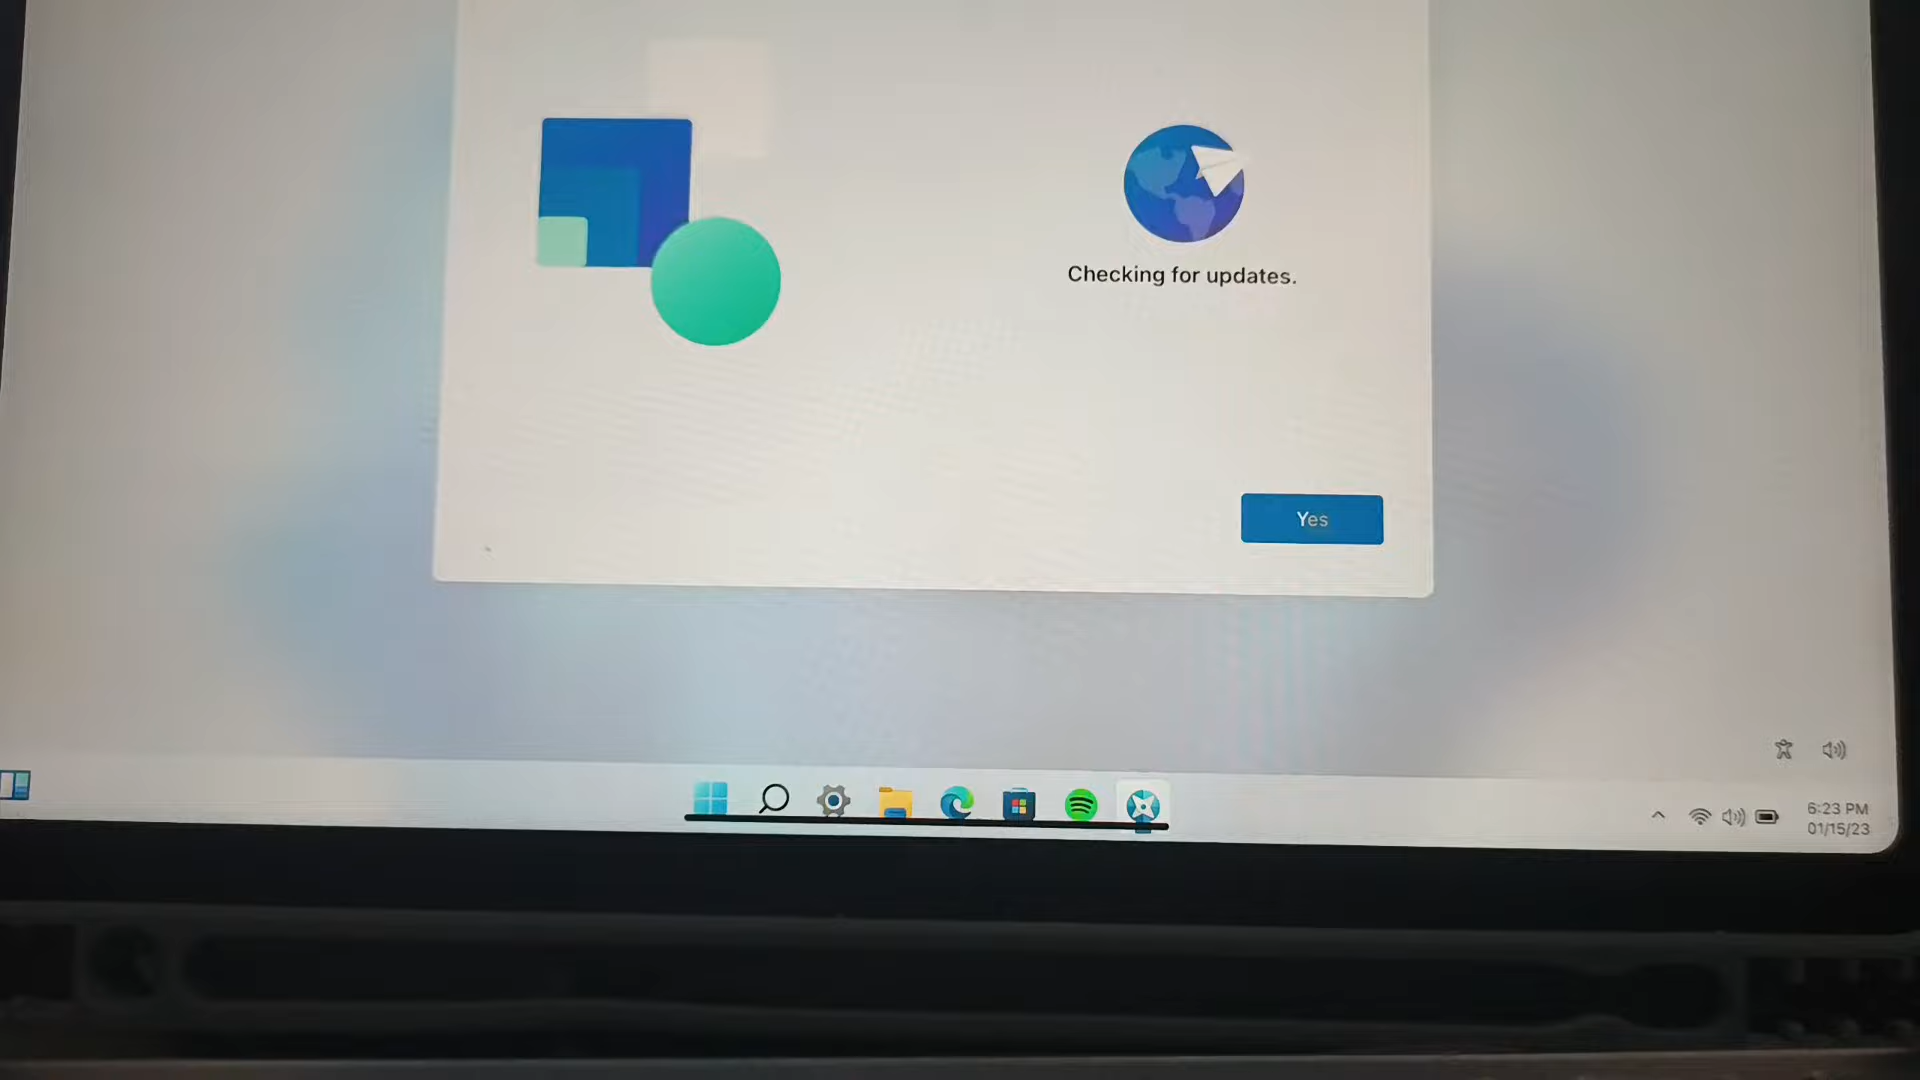 Checking for updates.
Yes
6:23 PM
01/15/23